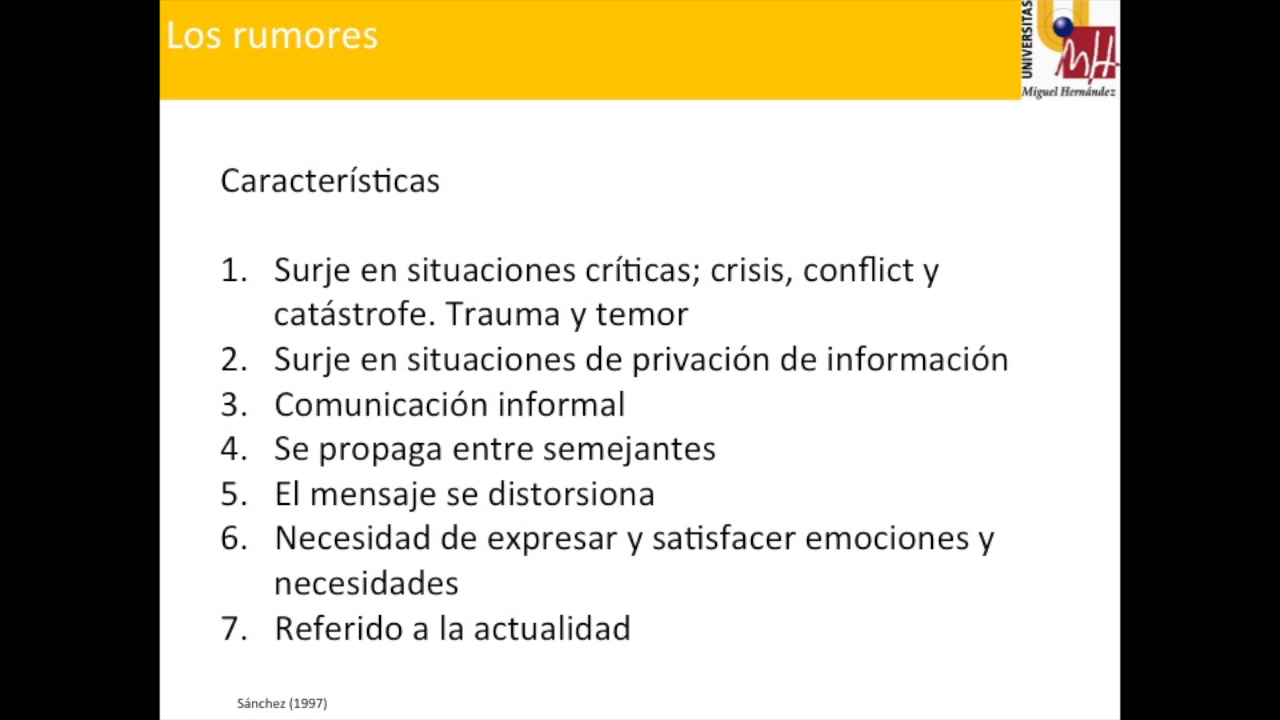 Los rumores
UNIVERSITAS
Miguel Hernández
Características
1. Surje en situaciones críticas; crisis, conflict y
catástrofe. Trauma y temor
2. Surje en situaciones de privación de información
3. Comunicación informal
4. Se propaga entre semejantes
5. El mensaje se distorsiona
6. Necesidad de expresar y satisfacer emociones y
necesidades
7. Referido a la actualidad
Sánchez (1997)